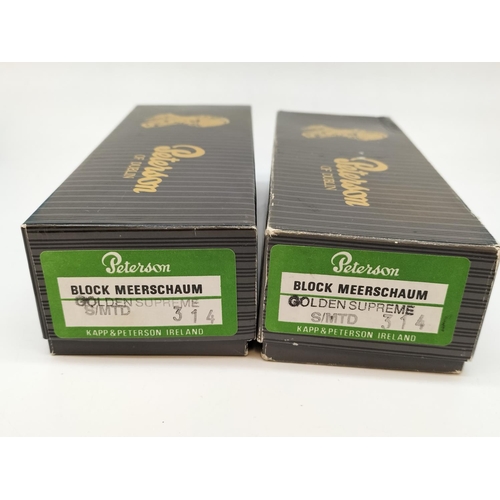 Peterson
OF DUBLIN
Peterson
BLOCK MEERSCHAUM
GOLDEN SUPREME
S/MTD 314
KAPP & PETERSON IRELAND
Peterson
OF DUBLIN
Peterson
BLOCK MEERSCHAUM
GOLDEN SUPREME
S/MTD 314
KAPP & PETERSON IRELAND